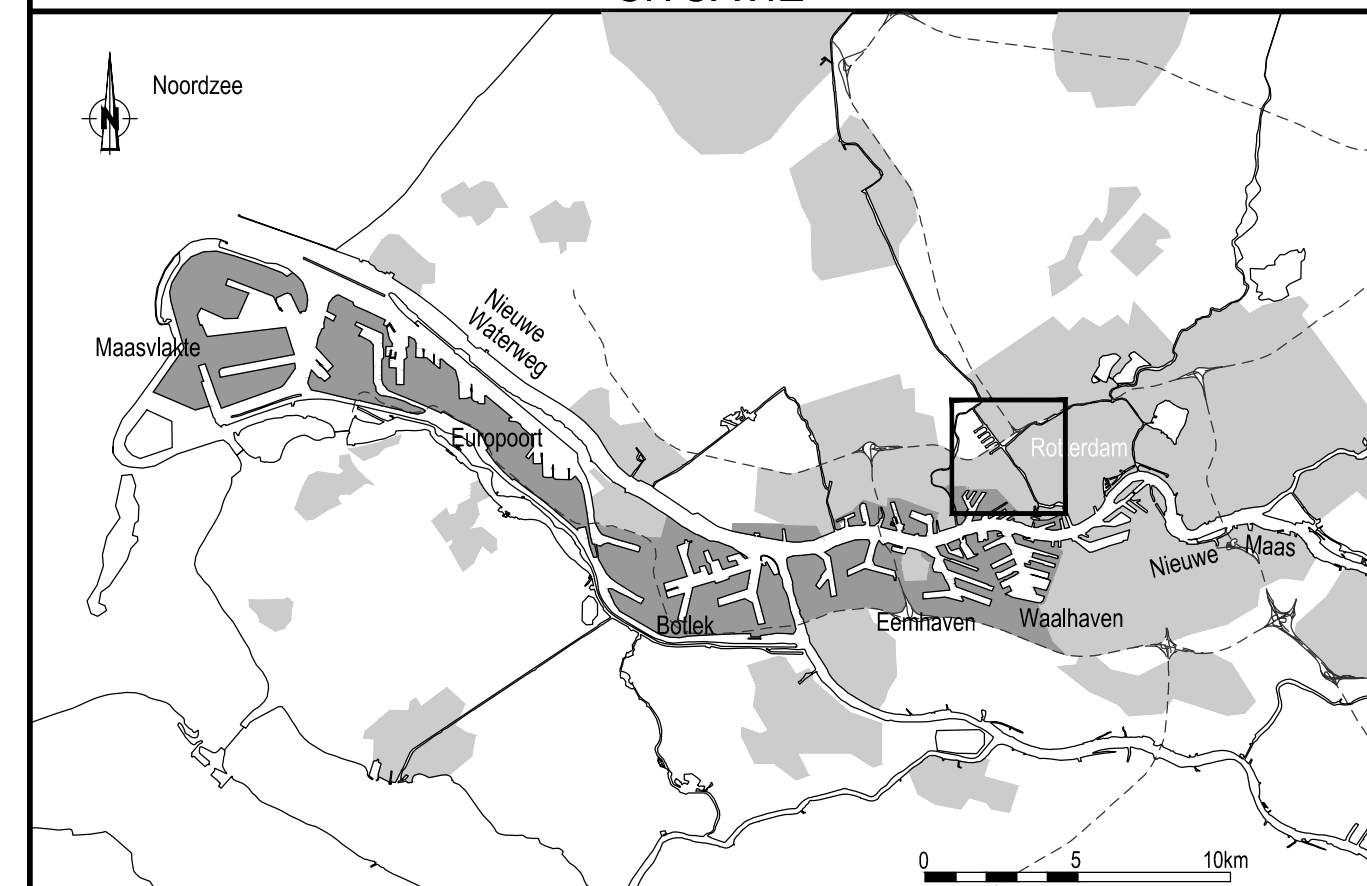 Noordzee
N
Nieuwe
Waterweg
Maasvlakte
Europoort
Rotterdam
Nieuwe Maas
Botlek
Eemhaven
Waalhaven
0 5 10km